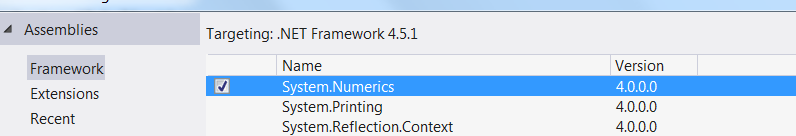 Assemblies
Targeting: .NET Framework 4.5.1
Framework
Extensions
Recent
Name Version
System.Numerics 4.0.0.0
System.Printing 4.0.0.0
System.Reflection.Context 4.0.0.0